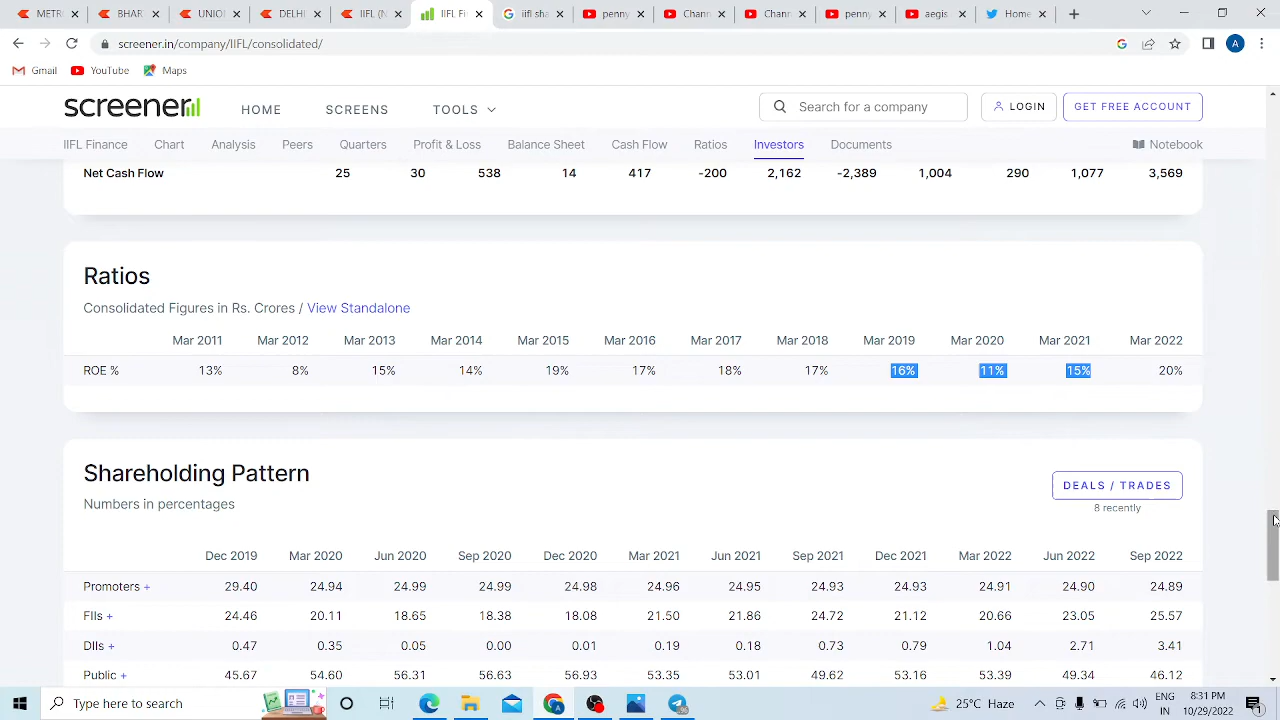 METR
BHAR
UNIOI
DELHI
IIFL (N
IIFL Fi
iifl sha
penny
Chann
Chann
penny
aegis
Home
screener.in/company/IIFL/consolidated/
A
Gmail
YouTube
Maps
screener
HOME
SCREENS
TOOLS
Search for a company
LOGIN
GET FREE ACCOUNT
IIFL Finance Chart Analysis Peers Quarters Profit & Loss Balance Sheet Cash Flow Ratios Investors Documents Notebook
Net Cash Flow 25 30 538 14 417 -200 2,162 -2,389 1,004 290 1,077 3,569
Ratios
Consolidated Figures in Rs. Crores / View Standalone
Mar 2011 Mar 2012 Mar 2013 Mar 2014 Mar 2015 Mar 2016 Mar 2017 Mar 2018 Mar 2019 Mar 2020 Mar 2021 Mar 2022
ROE % 13% 8% 15% 14% 19% 17% 18% 17% 16% 11% 15% 20%
Shareholding Pattern
Numbers in percentages
DEALS / TRADES
8 recently
Dec 2019 Mar 2020 Jun 2020 Sep 2020 Dec 2020 Mar 2021 Jun 2021 Sep 2021 Dec 2021 Mar 2022 Jun 2022 Sep 2022
Promoters + 29.40 24.94 24.99 24.99 24.98 24.96 24.95 24.93 24.93 24.91 24.90 24.89
FIIs + 24.46 20.11 18.65 18.38 18.08 21.50 21.86 24.72 21.12 20.66 23.05 25.57
DIIs + 0.47 0.35 0.05 0.00 0.01 0.19 0.18 0.73 0.79 1.04 2.71 3.41
Public + 45.67 54.60 56.31 56.63 56.93 53.35 53.01 49.62 53.16 53.39 49.34 46.12
Type here to search
25°C Haze
ENG
IN
8:31 PM
10/29/2022
1